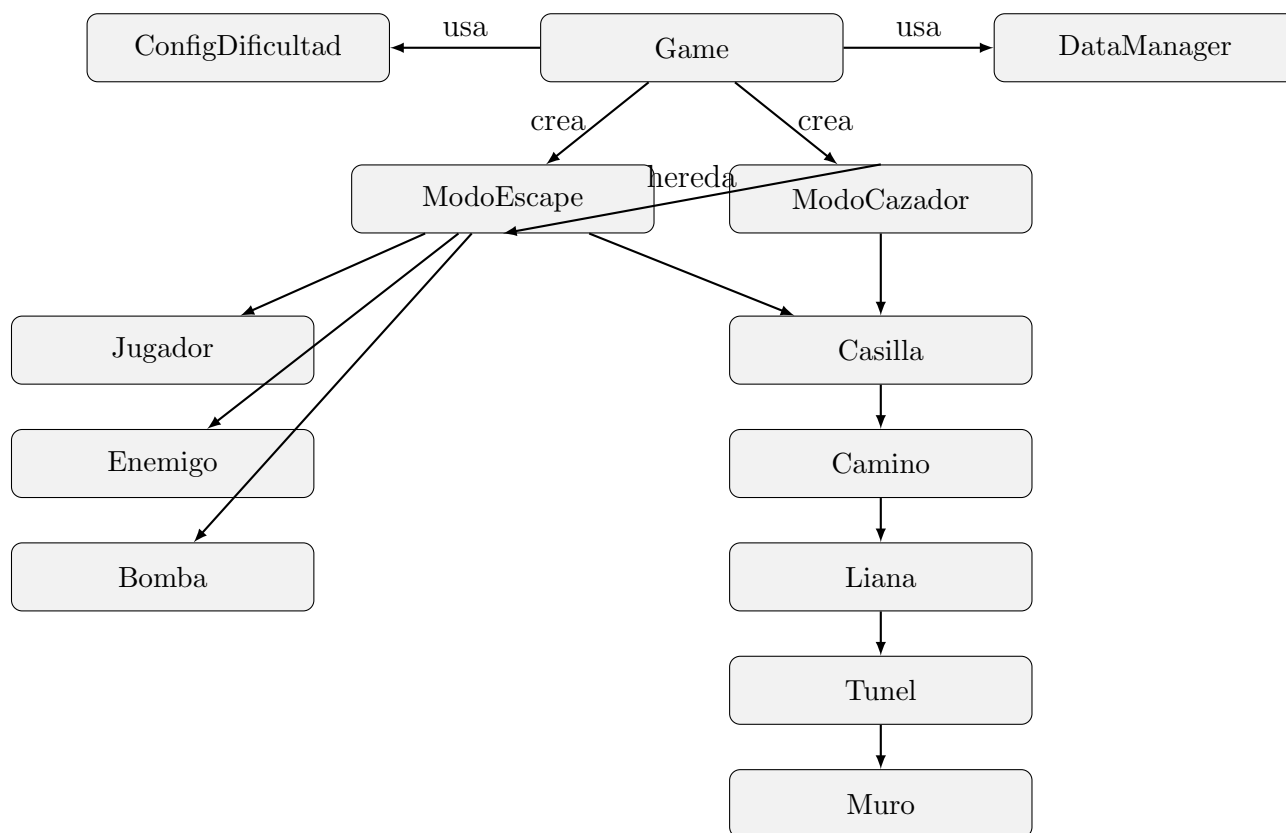 ConfigDificultad
usa
Game
usa
DataManager
crea
crea
hereda
ModoEscape
ModoCazador
Jugador
Casilla
Enemigo
Camino
Bomba
Liana
Tunel
Muro